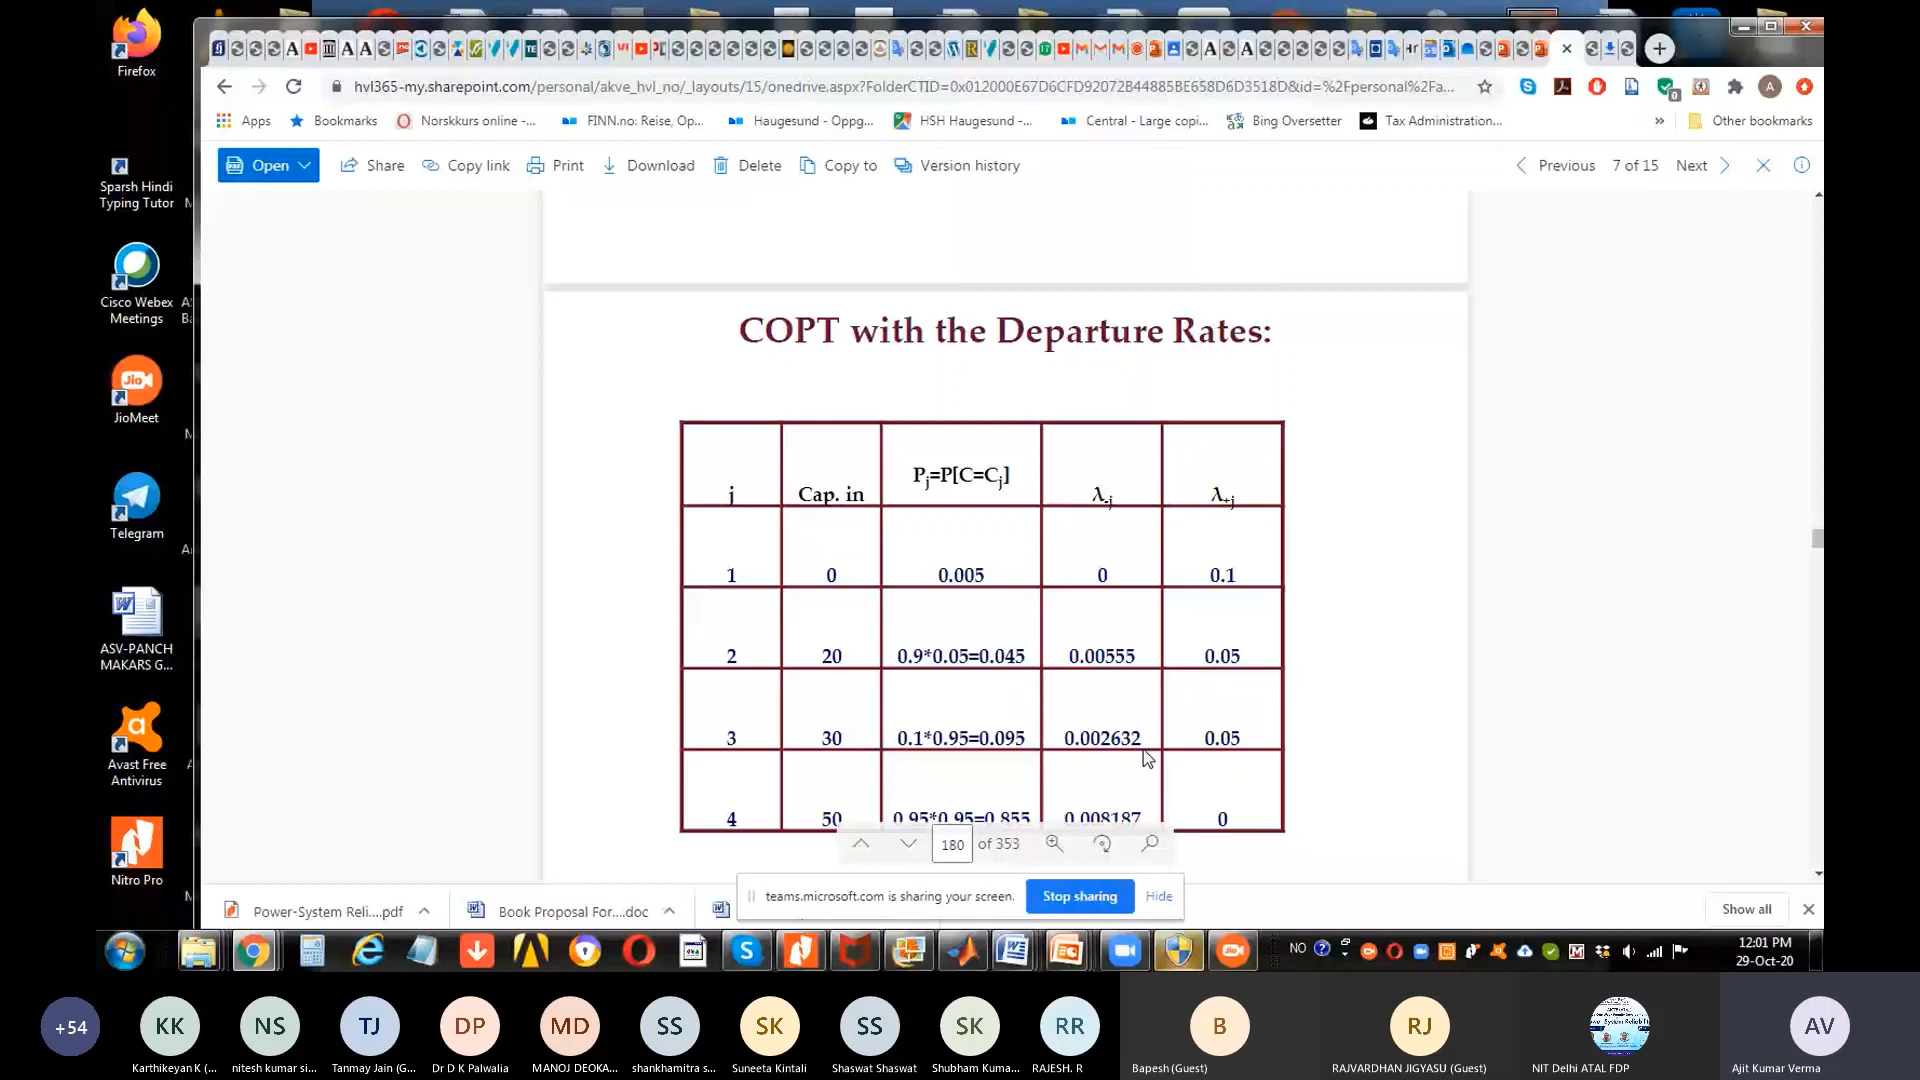 Firefox
Sparsh Hindi
Typing Tutor
Cisco Webex
Meetings
JioMeet
Telegram
ASV-PANCH
MAKARS G...
Avast Free
Antivirus
Nitro Pro
hvl365-my.sharepoint.com/personal/akve_hvl_no/_layouts/15/onedrive.aspx?FolderCTID=0x012000E67D6CFD92072B44885BE658D6D3518D&id=%2Fpersonal%2Fa...
Apps Bookmarks Norskkurs online -... FINN.no: Reise, Op... Haugesund - Oppg... HSH Haugesund -... Central - Large copi... Bing Oversetter Tax Administration... » Other bookmarks
Open Share Copy link Print Download Delete Copy to Version history Previous 7 of 15 Next
COPT with the Departure Rates:
j Cap. in Pj=P[C=Cj] λ-j λ+j
1 0 0.005 0 0.1
2 20 0.9*0.05=0.045 0.00555 0.05
3 30 0.1*0.95=0.095 0.002632 0.05
4 50 0.95*0.95=0.855 0.008187 0
180 of 353
teams.microsoft.com is sharing your screen. Stop sharing Hide
Power-System Reli....pdf Book Proposal For....doc Show all
NO 12:01 PM
29-Oct-20
+54 KK NS TJ DP MD SS SK SS SK RR B RJ AV
Karthikeyan K (... nitesh kumar si... Tanmay Jain (G... Dr D K Palwalia MANOJ DEOKA... shankhamitra s... Suneeta Kintali Shaswat Shaswat Shubham Kuma... RAJESH. R Bapesh (Guest) RAJVARDHAN JIGYASU (Guest) NIT Delhi ATAL FDP Ajit Kumar Verma